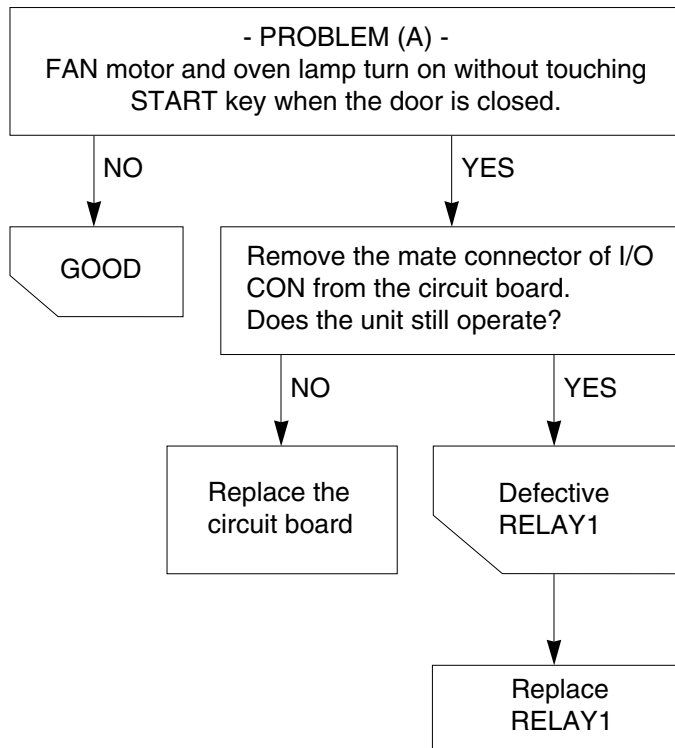 - PROBLEM (A) -
FAN motor and oven lamp turn on without touching
START key when the door is closed.
NO
YES
GOOD
Remove the mate connector of I/O
CON from the circuit board.
Does the unit still operate?
NO
YES
Replace the
circuit board
Defective
RELAY1
Replace
RELAY1